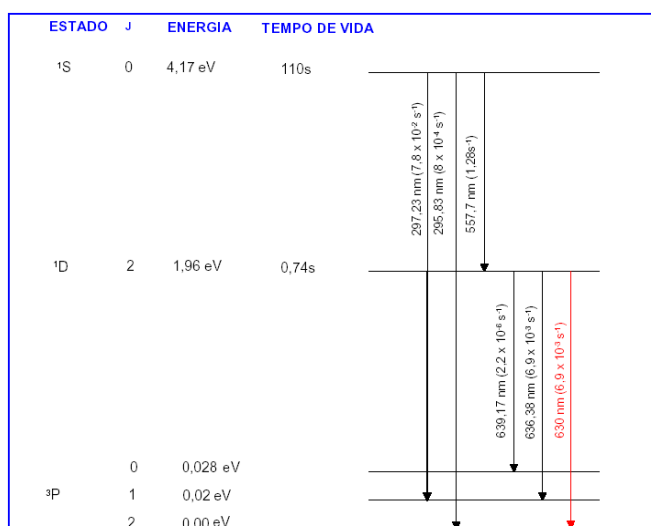 ESTADO J ENERGIA TEMPO DE VIDA
¹S 0 4,17 eV 110s
297,23 nm (7,8 x 10⁻² s⁻¹)
295,83 nm (8 x 10⁻⁴ s⁻¹)
557,7 nm (1,28s⁻¹)
¹D 2 1,96 eV 0,74s
639,17 nm (2,2 x 10⁻⁶ s⁻¹)
636,38 nm (6,9 x 10⁻³ s⁻¹)
630 nm (6,9 x 10⁻³ s⁻¹)
0 0,028 eV
³P 1 0,02 eV
2 0,00 eV